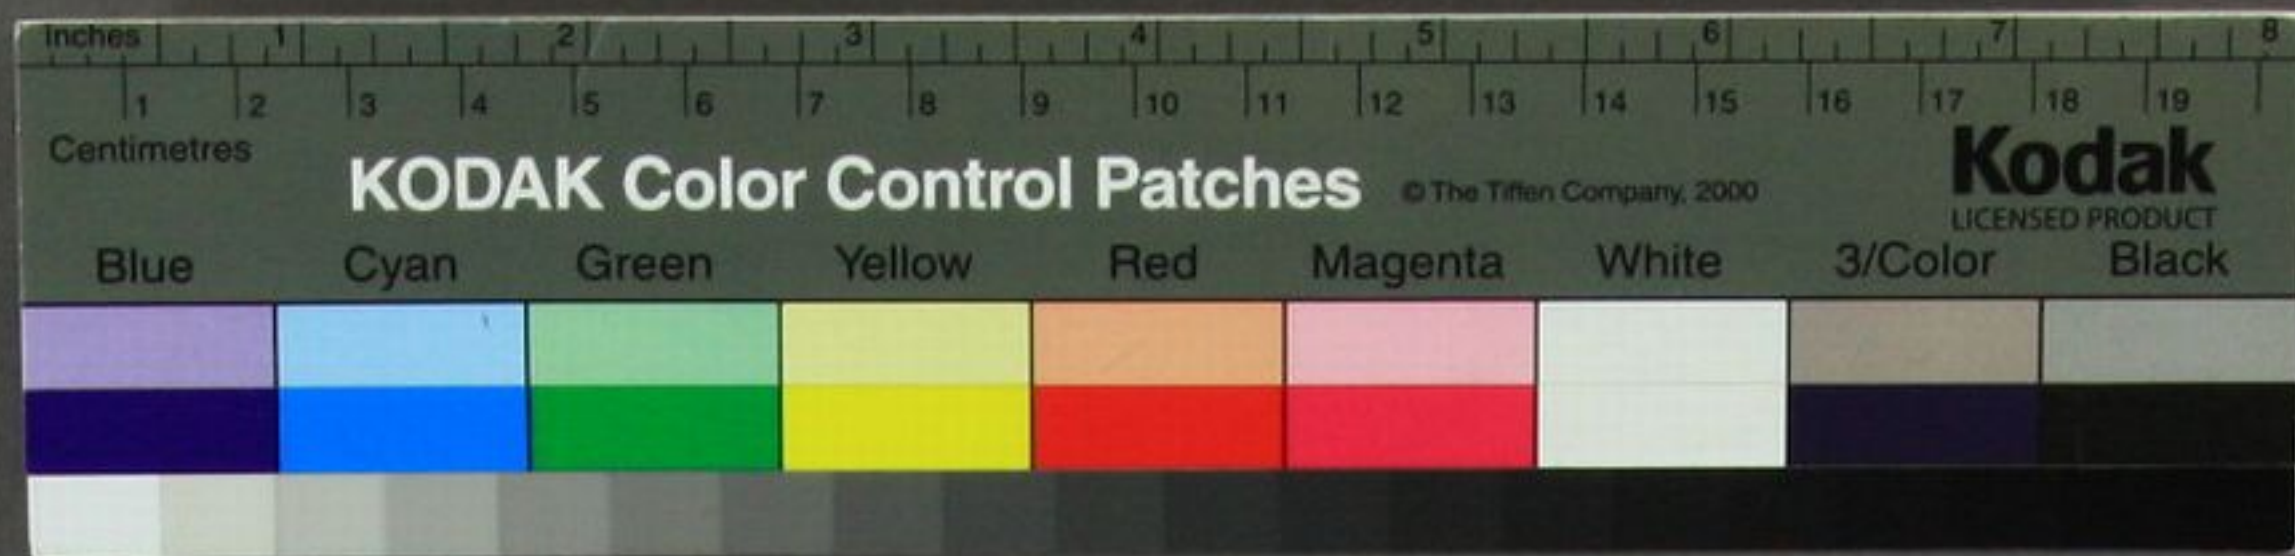 Inches 1 2 3 4 5 6 7 8
1 2 3 4 5 6 7 8 9 10 11 12 13 14 15 16 17 18 19
Centimetres
KODAK Color Control Patches © The Tiffen Company, 2000 Kodak
LICENSED PRODUCT
Blue Cyan Green Yellow Red Magenta White 3/Color Black